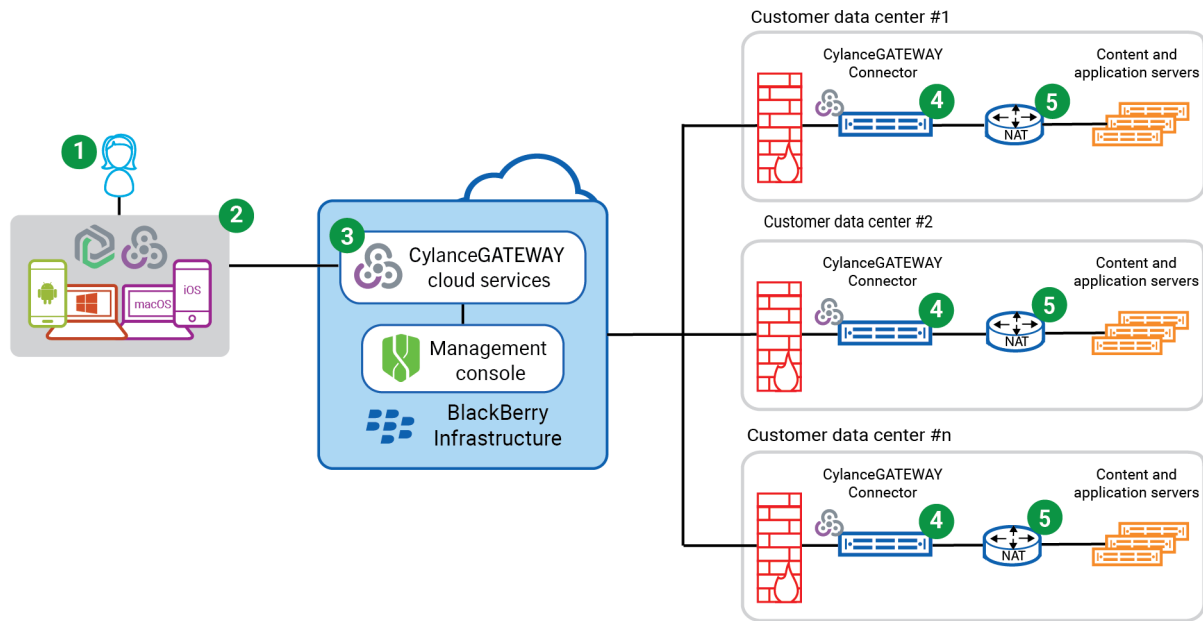 1
2
macOS
iOS
3
CylanceGATEWAY
cloud services
Management
console
BlackBerry
Infrastructure
Customer data center #1
CylanceGATEWAY
Connector
4
5
NAT
Content and
application servers
Customer data center #2
CylanceGATEWAY
Connector
4
5
NAT
Content and
application servers
Customer data center #n
CylanceGATEWAY
Connector
4
5
NAT
Content and
application servers